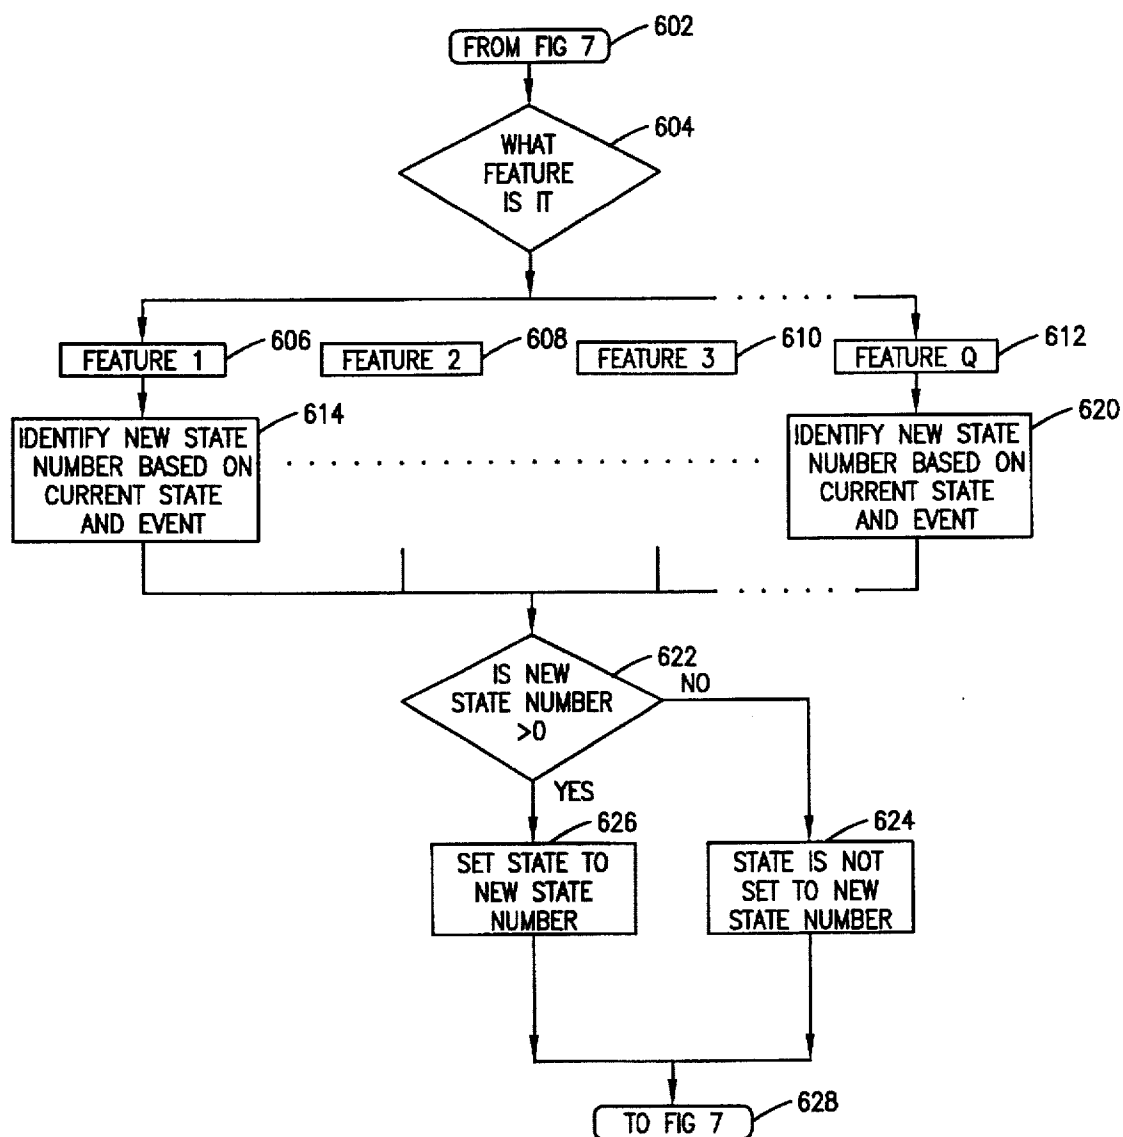 602
FROM FIG 7
604
WHAT
FEATURE
IS IT
606
608
610
612
FEATURE 1
FEATURE 2
FEATURE 3
FEATURE Q
614
620
IDENTIFY NEW STATE
NUMBER BASED ON
CURRENT STATE
AND EVENT
IDENTIFY NEW STATE
NUMBER BASED ON
CURRENT STATE
AND EVENT
622
IS NEW
STATE NUMBER
>0
NO
YES
626
624
SET STATE TO
NEW STATE
NUMBER
STATE IS NOT
SET TO NEW
STATE NUMBER
628
TO FIG 7